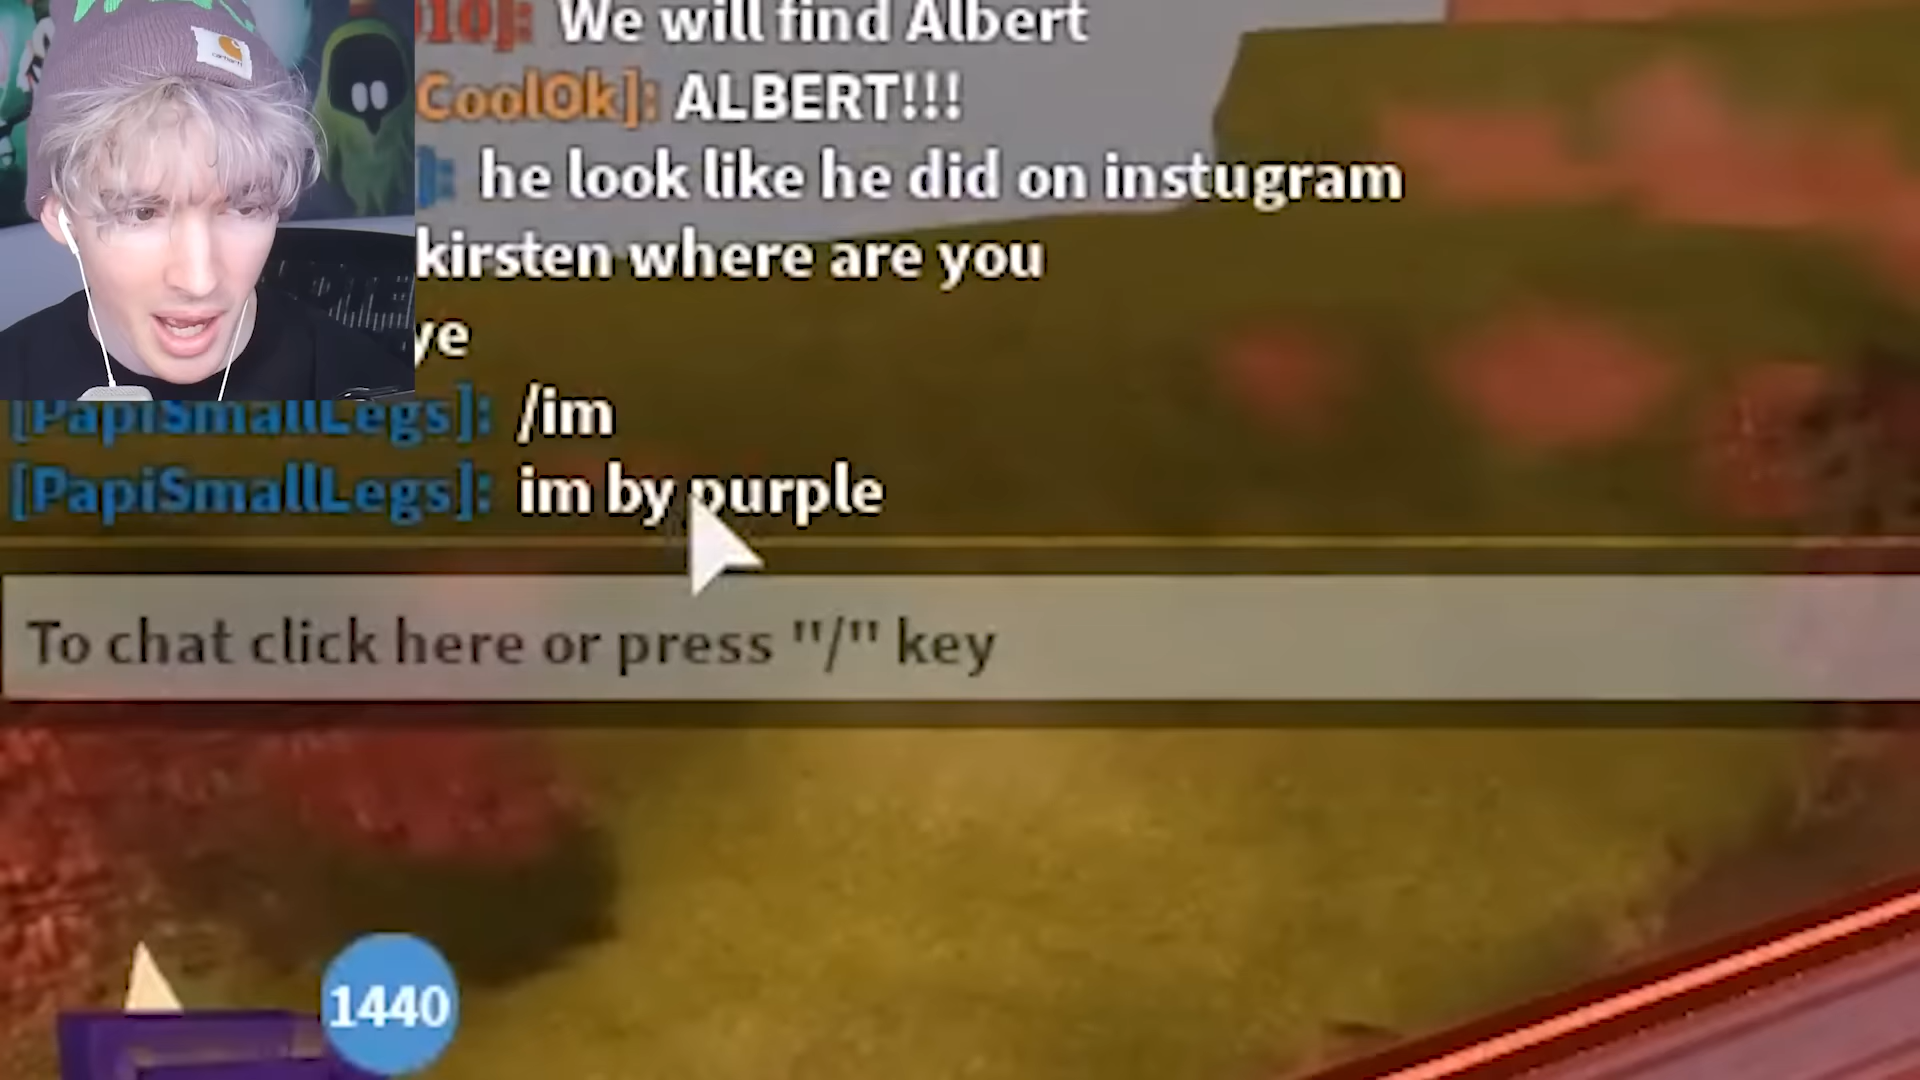 10]: We will find Albert
CoolOk]: ALBERT!!!
]: he look like he did on instugram
kirsten where are you
ye
[PapiSmallLegs]: /im
[PapiSmallLegs]: im by purple
To chat click here or press "/" key
1440